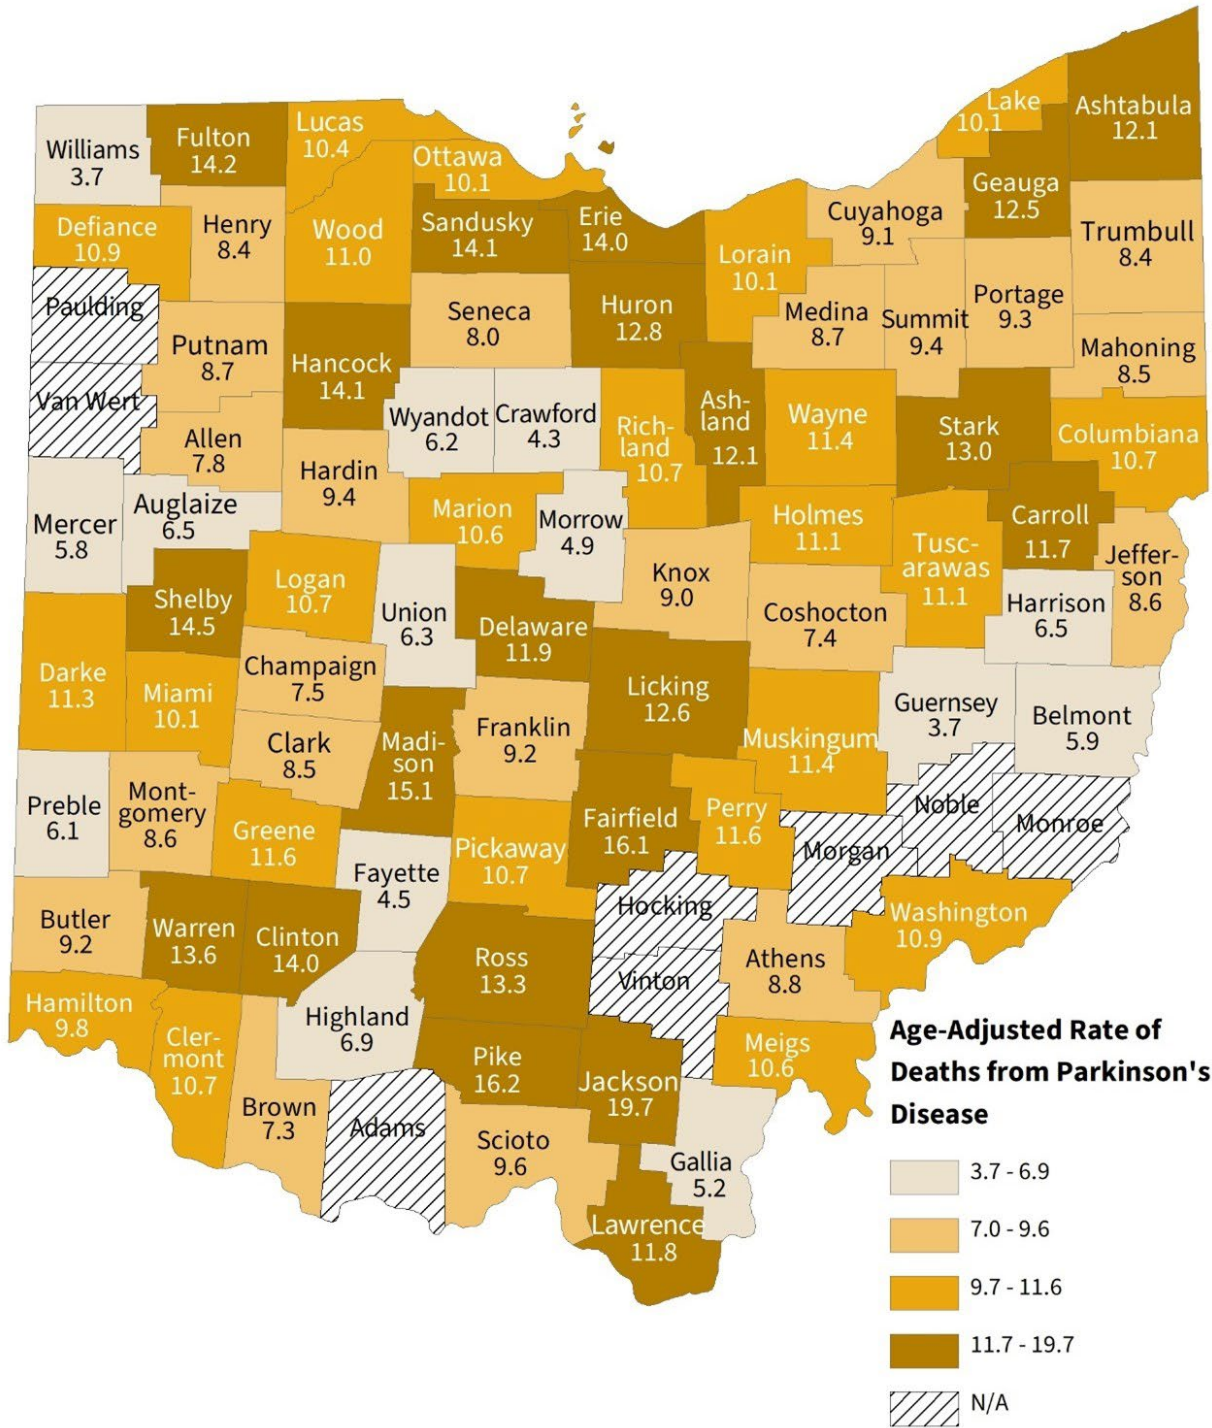 Williams
3.7
Fulton
14.2
Lucas
10.4
Ottawa
10.1
Lake
10.1
Ashtabula
12.1
Defiance
10.9
Henry
8.4
Wood
11.0
Sandusky
14.1
Erie
14.0
Lorain
10.1
Cuyahoga
9.1
Geauga
12.5
Trumbull
8.4
Paulding
Putnam
8.7
Hancock
14.1
Seneca
8.0
Huron
12.8
Medina
8.7
Summit
9.4
Portage
9.3
Mahoning
8.5
Van Wert
Allen
7.8
Hardin
9.4
Wyandot
6.2
Crawford
4.3
Rich-
land
10.7
Ash-
land
12.1
Wayne
11.4
Stark
13.0
Columbiana
10.7
Mercer
5.8
Auglaize
6.5
Marion
10.6
Morrow
4.9
Holmes
11.1
Tusc-
arawas
11.1
Carroll
11.7
Jeffer-
son
8.6
Shelby
14.5
Logan
10.7
Union
6.3
Delaware
11.9
Knox
9.0
Coshocton
7.4
Harrison
6.5
Darke
11.3
Miami
10.1
Champaign
7.5
Clark
8.5
Madi-
son
15.1
Franklin
9.2
Licking
12.6
Muskingum
11.4
Guernsey
3.7
Belmont
5.9
Preble
6.1
Mont-
gomery
8.6
Greene
11.6
Fayette
4.5
Pickaway
10.7
Fairfield
16.1
Perry
11.6
Morgan
Noble
Monroe
Butler
9.2
Warren
13.6
Clinton
14.0
Ross
13.3
Hocking
Vinton
Athens
8.8
Washington
10.9
Hamilton
9.8
Cler-
mont
10.7
Highland
6.9
Pike
16.2
Jackson
19.7
Meigs
10.6
Brown
7.3
Adams
Scioto
9.6
Gallia
5.2
Lawrence
11.8
Age-Adjusted Rate of
Deaths from Parkinson's
Disease
3.7 - 6.9
7.0 - 9.6
9.7 - 11.6
11.7 - 19.7
N/A